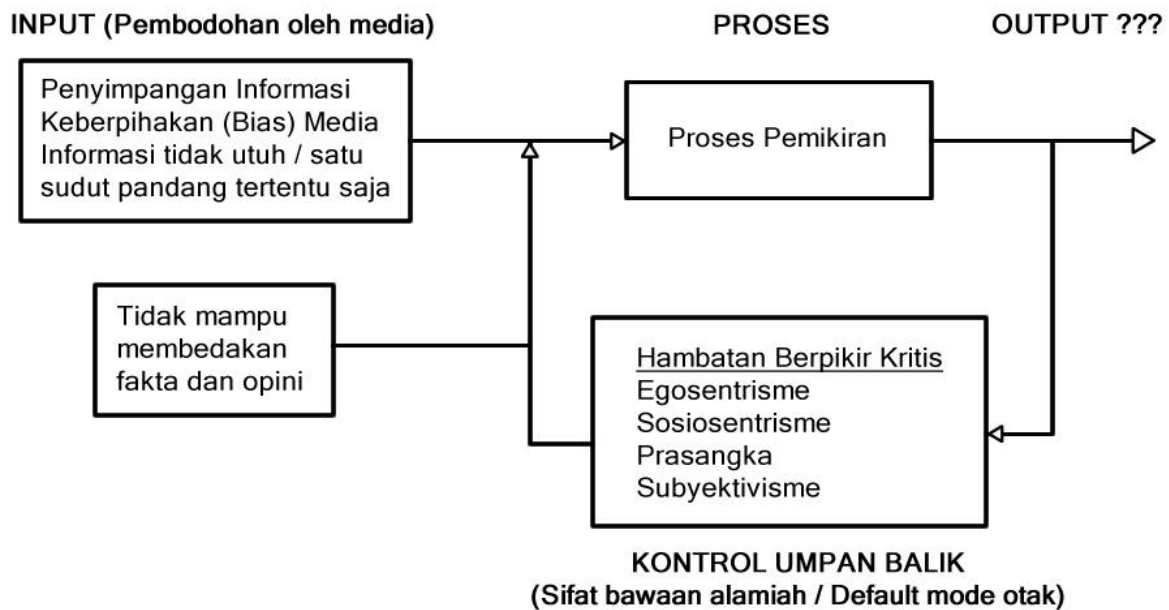 INPUT (Pembodohan oleh media)
PROSES
OUTPUT ???
Penyimpangan Informasi
Keberpihakan (Bias) Media
Informasi tidak utuh / satu
sudut pandang tertentu saja
Proses Pemikiran
Tidak mampu
membedakan
fakta dan opini
Hambatan Berpikir Kritis
Egosentrisme
Sosiosentrisme
Prasangka
Subyektivisme
KONTROL UMPAN BALIK
(Sifat bawaan alamiah / Default mode otak)